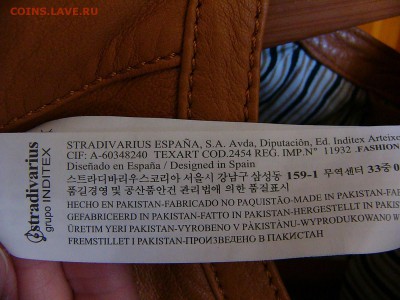 COINS.LAVE.RU
stradivarius
grupo INDITEX
STRADIVARIUS ESPAÑA, S.A. Avda, Diputación, Ed. Inditex Arteixo
CIF: A-60348240 TEXART COD.2454 REG. IMP.Nº 11932 .FASHION
Diseñado en España / Designed in Spain
스트라디바리우스코리아 서울시 강남구 삼성동 159-1 무역센터 33층
품질경영 및 공산품안전 관리법에 의한 품질표시
HECHO EN PAKISTAN-FABRICADO NO PAQUISTÃO-MADE IN PAKISTAN-FAB
GEFABRICEERD IN PAKISTAN-FATTO IN PAKISTAN-HERGESTELLT IN PAKIST
ÜRETIM YERI PAKISTAN-VYROBENO V PÁKISTÁNU-WYPRODUKOWANO W
FREMSTILLET I PAKISTAN-ПРОИЗВЕДЕНО В ПАКИСТАН